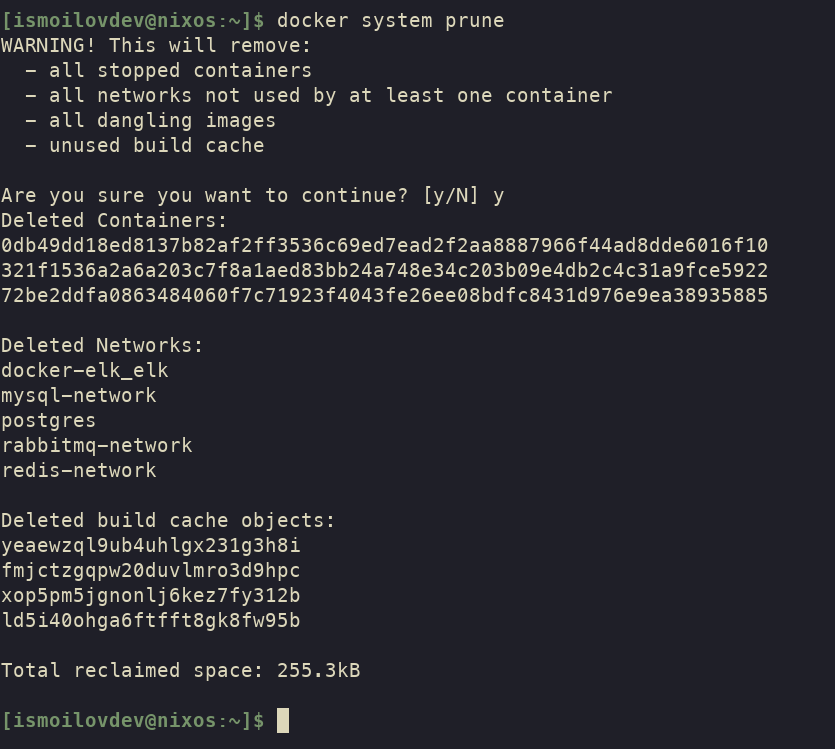 [ismoilovdev@nixos:~]$ docker system prune
WARNING! This will remove:
  - all stopped containers
  - all networks not used by at least one container
  - all dangling images
  - unused build cache

Are you sure you want to continue? [y/N] y
Deleted Containers:
0db49dd18ed8137b82af2ff3536c69ed7ead2f2aa8887966f44ad8dde6016f10
321f1536a2a6a203c7f8a1aed83bb24a748e34c203b09e4db2c4c31a9fce5922
72be2ddfa0863484060f7c71923f4043fe26ee08bdfc8431d976e9ea38935885

Deleted Networks:
docker-elk_elk
mysql-network
postgres
rabbitmq-network
redis-network

Deleted build cache objects:
yeaewzql9ub4uhlgx231g3h8i
fmjctzgqpw20duvlmro3d9hpc
xop5pm5jgnonlj6kez7fy312b
ld5i40ohga6ftfft8gk8fw95b

Total reclaimed space: 255.3kB

[ismoilovdev@nixos:~]$